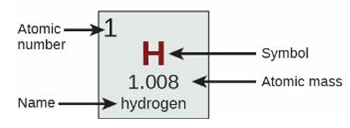 Atomic
number
1
H
Symbol
1.008
Atomic mass
Name
hydrogen